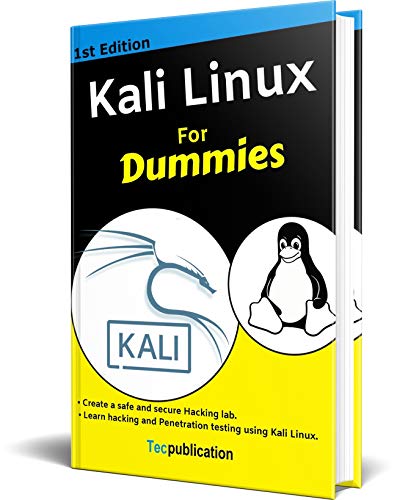 1st Edition
Kali Linux
For
Dummies
KALI
• Create a safe and secure Hacking lab.
• Learn hacking and Penetration testing using Kali Linux.
Tecpublication